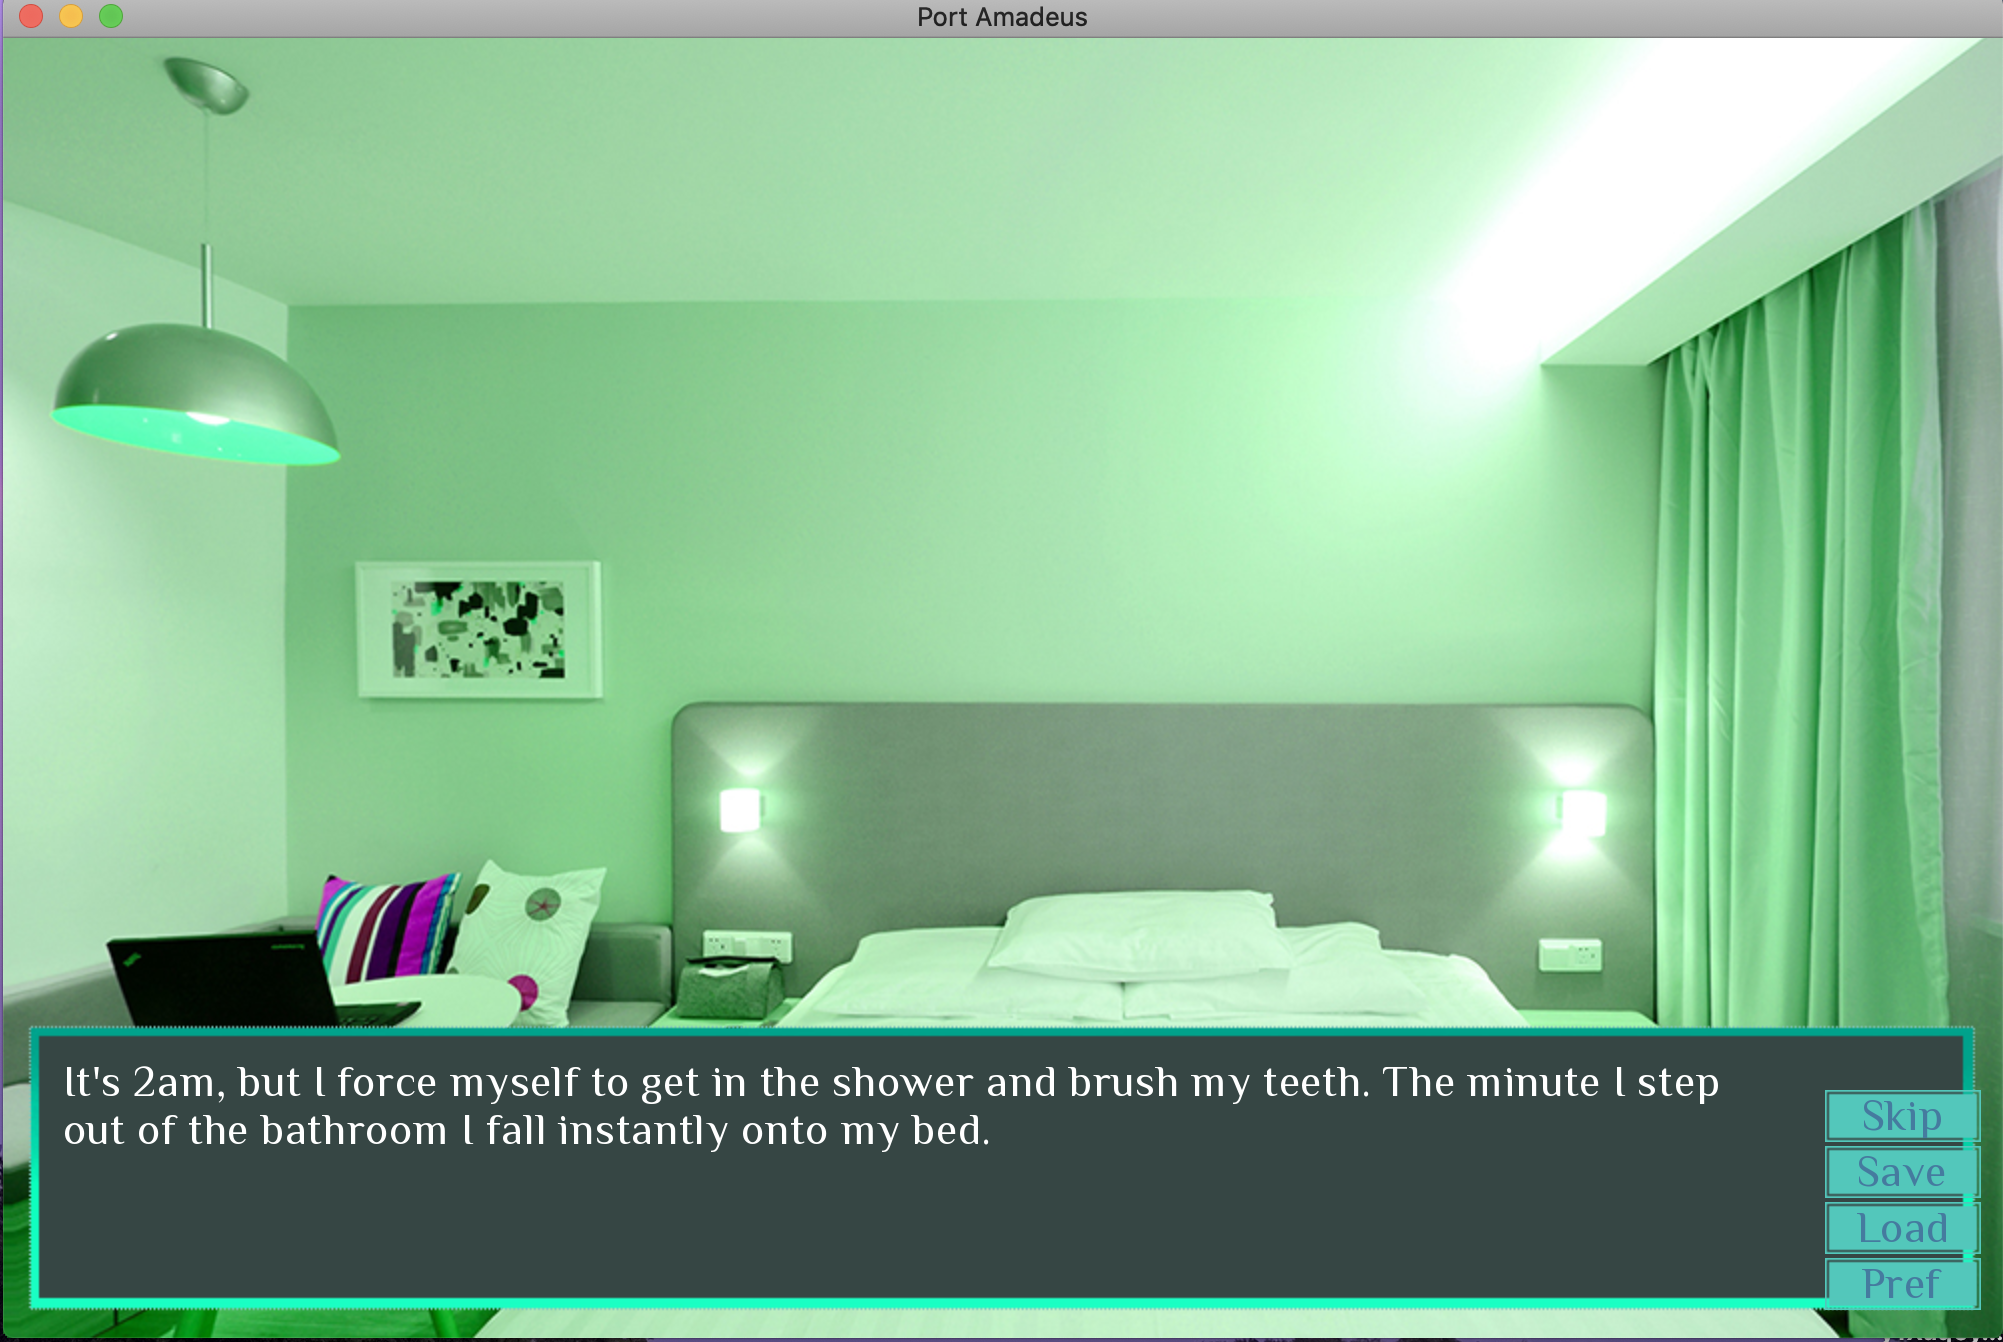 Port Amadeus
It's 2am, but I force myself to get in the shower and brush my teeth. The minute I step
out of the bathroom I fall instantly onto my bed.
Skip
Save
Load
Pref